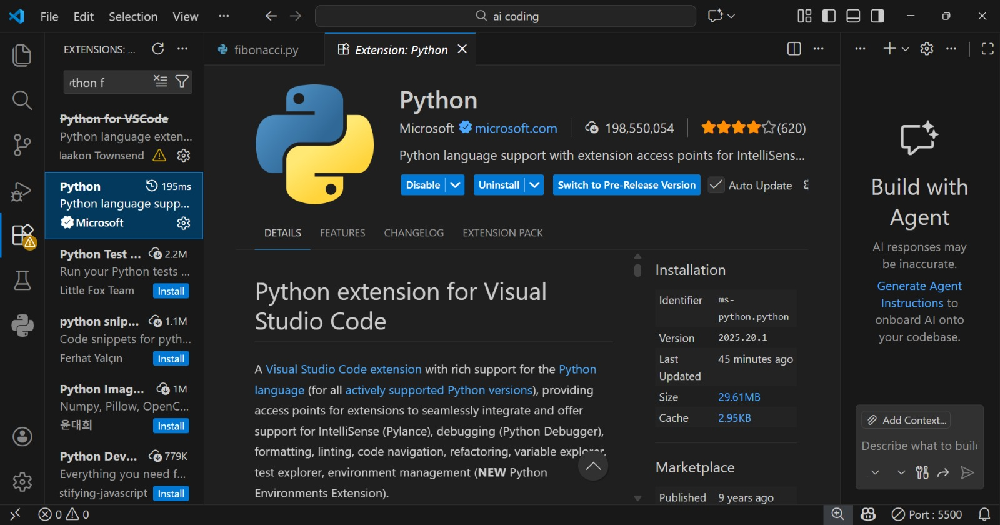 File Edit Selection View ··· ai coding
EXTENSIONS: ...
fibonacci.py
Extension: Python
thon f
Python for VSCode
Python language exten...
laakon Townsend
Python 195ms
Python language supp...
Microsoft
Python Test ... 2.2M
Run your Python tests ...
Little Fox Team Install
python snip... 1.1M
Code snippets for pyth...
Ferhat Yalçın Install
Python Imag... 1M
Numpy, Pillow, OpenC...
윤대희 Install
Python Dev... 779K
Everything you need f...
stifying-javascript Install
Python
Microsoft microsoft.com 198,550,054 (620)
Python language support with extension access points for IntelliSens...
Disable Uninstall Switch to Pre-Release Version Auto Update
DETAILS FEATURES CHANGELOG EXTENSION PACK
Python extension for Visual
Studio Code
A Visual Studio Code extension with rich support for the Python
language (for all actively supported Python versions), providing
access points for extensions to seamlessly integrate and offer
support for IntelliSense (Pylance), debugging (Python Debugger),
formatting, linting, code navigation, refactoring, variable explorer,
test explorer, environment management (NEW Python
Environments Extension).
Installation
Identifier ms-
python.python
Version 2025.20.1
Last 45 minutes ago
Updated
Size 29.61MB
Cache 2.95KB
Marketplace
Published 9 years ago
Build with
Agent
AI responses may
be inaccurate.
Generate Agent
Instructions to
onboard AI onto
your codebase.
Add Context...
Describe what to buil
0 0
Port : 5500